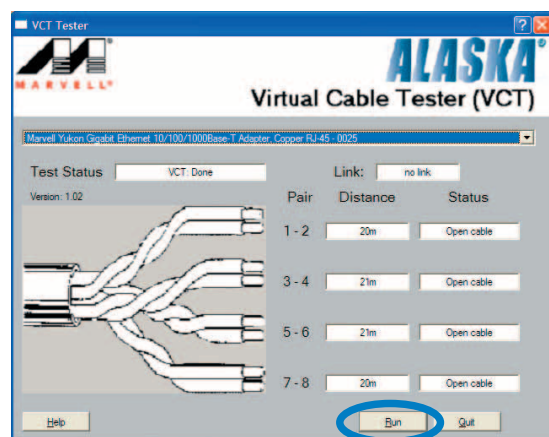 VCT Tester
MARVELL®
ALASKA®
Virtual Cable Tester (VCT)
Marvell Yukon Gigabit Ethernet 10/100/1000Base-T Adapter, Copper RJ-45 - 0025
Test Status VCT: Done Link: no link
Version: 1.02
Pair Distance Status
1 - 2 20m Open cable
3 - 4 21m Open cable
5 - 6 21m Open cable
7 - 8 20m Open cable
Help Run Quit